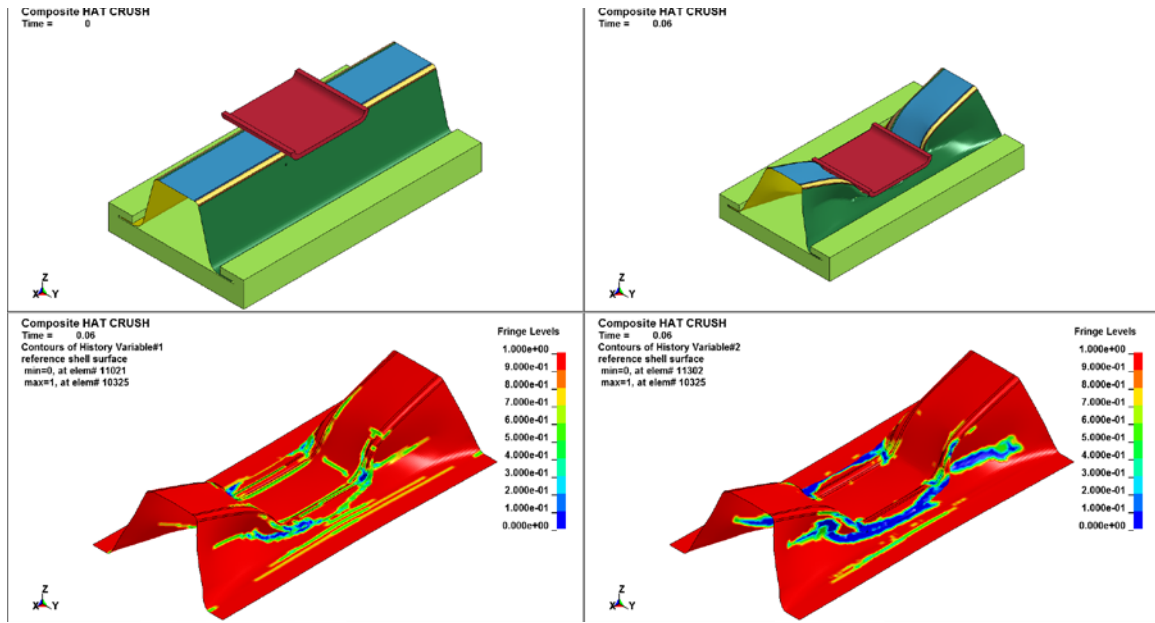 Composite HAT CRUSH
Time = 0
Z
X Y
Composite HAT CRUSH
Time = 0.06
Z
X Y
Composite HAT CRUSH
Time = 0.06
Contours of History Variable#1
reference shell surface
min=0, at elem# 11021
max=1, at elem# 10325
Fringe Levels
1.000e+00
9.000e-01
8.000e-01
7.000e-01
6.000e-01
5.000e-01
4.000e-01
3.000e-01
2.000e-01
1.000e-01
0.000e+00
Z
X Y
Composite HAT CRUSH
Time = 0.06
Contours of History Variable#2
reference shell surface
min=0, at elem# 11302
max=1, at elem# 10325
Fringe Levels
1.000e+00
9.000e-01
8.000e-01
7.000e-01
6.000e-01
5.000e-01
4.000e-01
3.000e-01
2.000e-01
1.000e-01
0.000e+00
Z
X Y